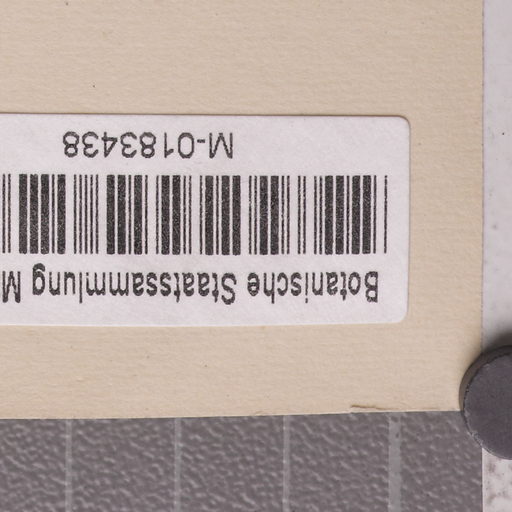 Botanische Staatssammlung M
M-0183438